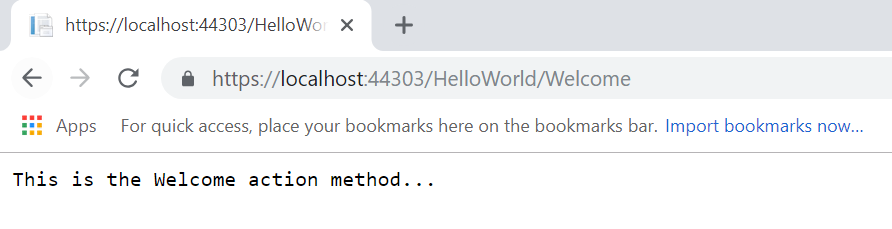 https://localhost:44303/HelloWor
https://localhost:44303/HelloWorld/Welcome
Apps For quick access, place your bookmarks here on the bookmarks bar. Import bookmarks now...
This is the Welcome action method...